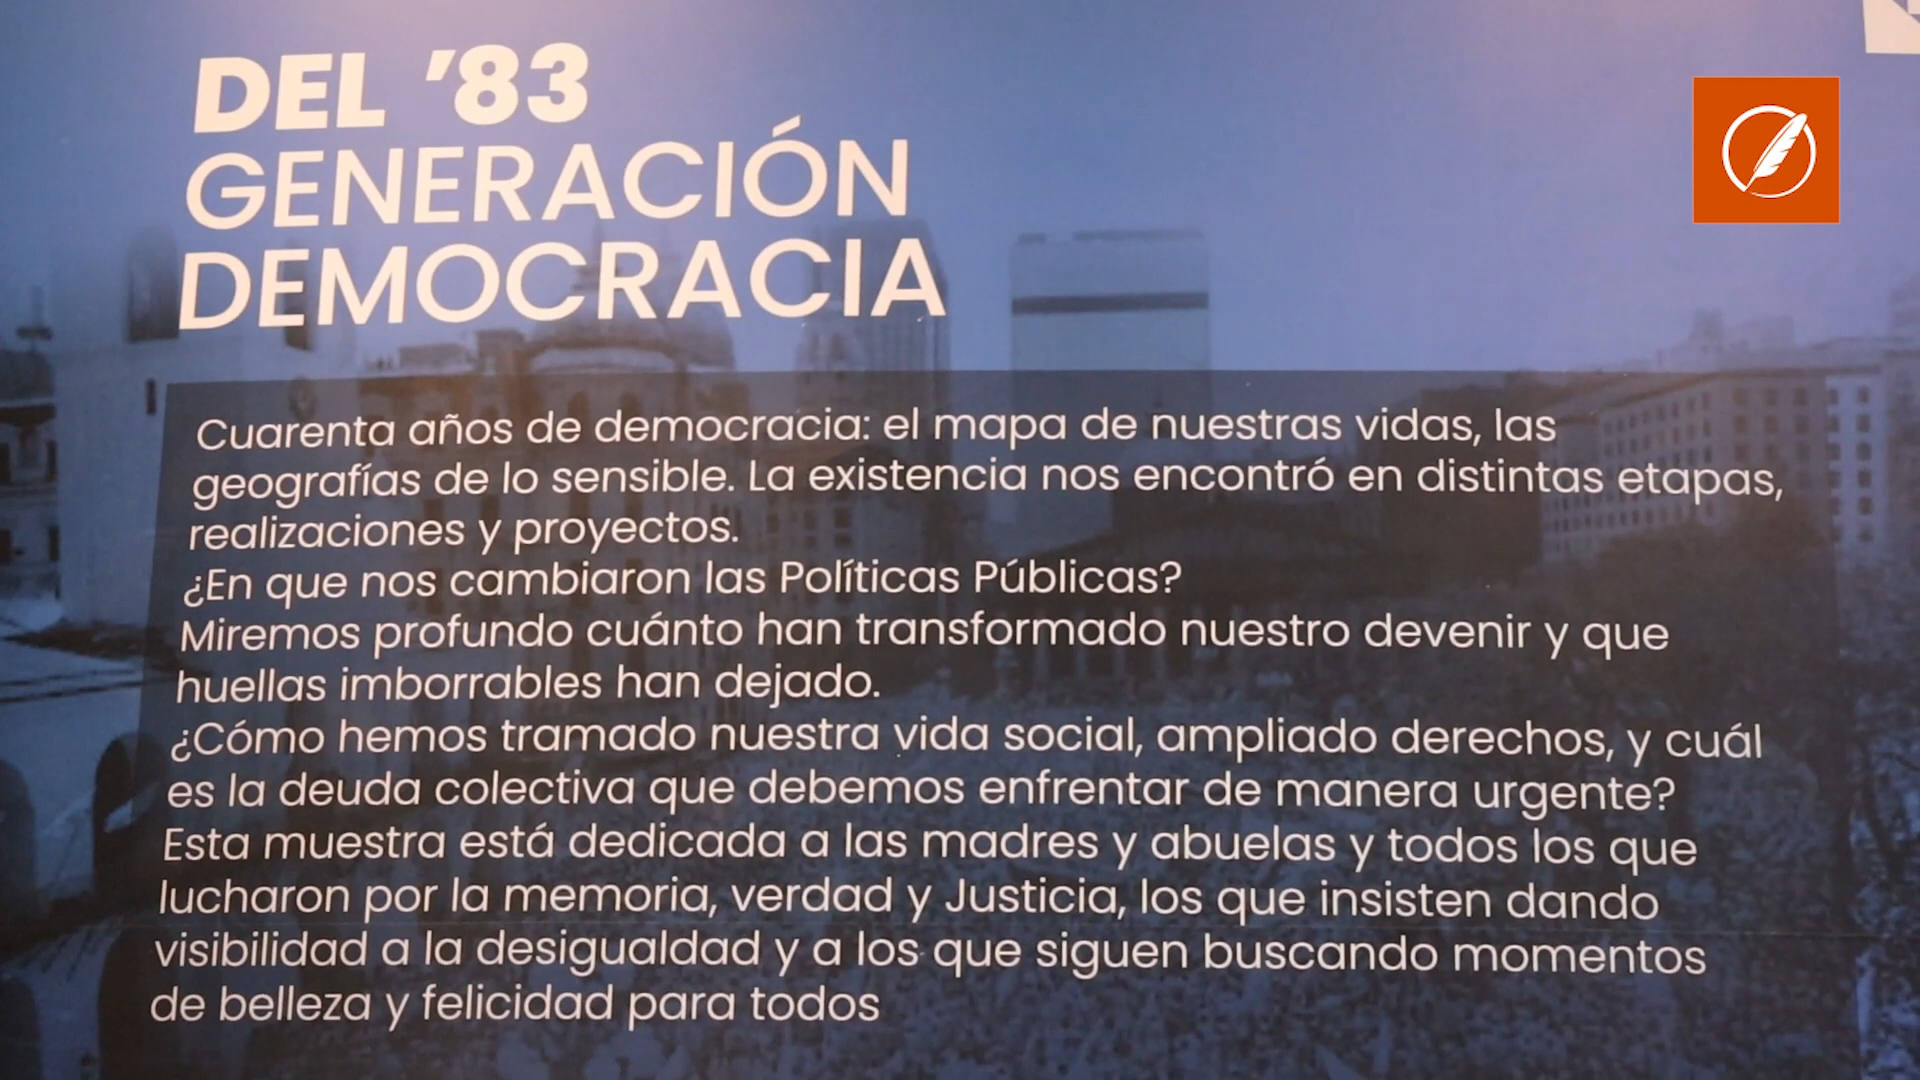 DEL ’83
GENERACIÓN
DEMOCRACIA
Cuarenta años de democracia: el mapa de nuestras vidas, las
geografías de lo sensible. La existencia nos encontró en distintas etapas,
realizaciones y proyectos.
¿En que nos cambiaron las Políticas Públicas?
Miremos profundo cuánto han transformado nuestro devenir y que
huellas imborrables han dejado.
¿Cómo hemos tramado nuestra vida social, ampliado derechos, y cuál
es la deuda colectiva que debemos enfrentar de manera urgente?
Esta muestra está dedicada a las madres y abuelas y todos los que
lucharon por la memoria, verdad y Justicia, los que insisten dando
visibilidad a la desigualdad y a los que siguen buscando momentos
de belleza y felicidad para todos